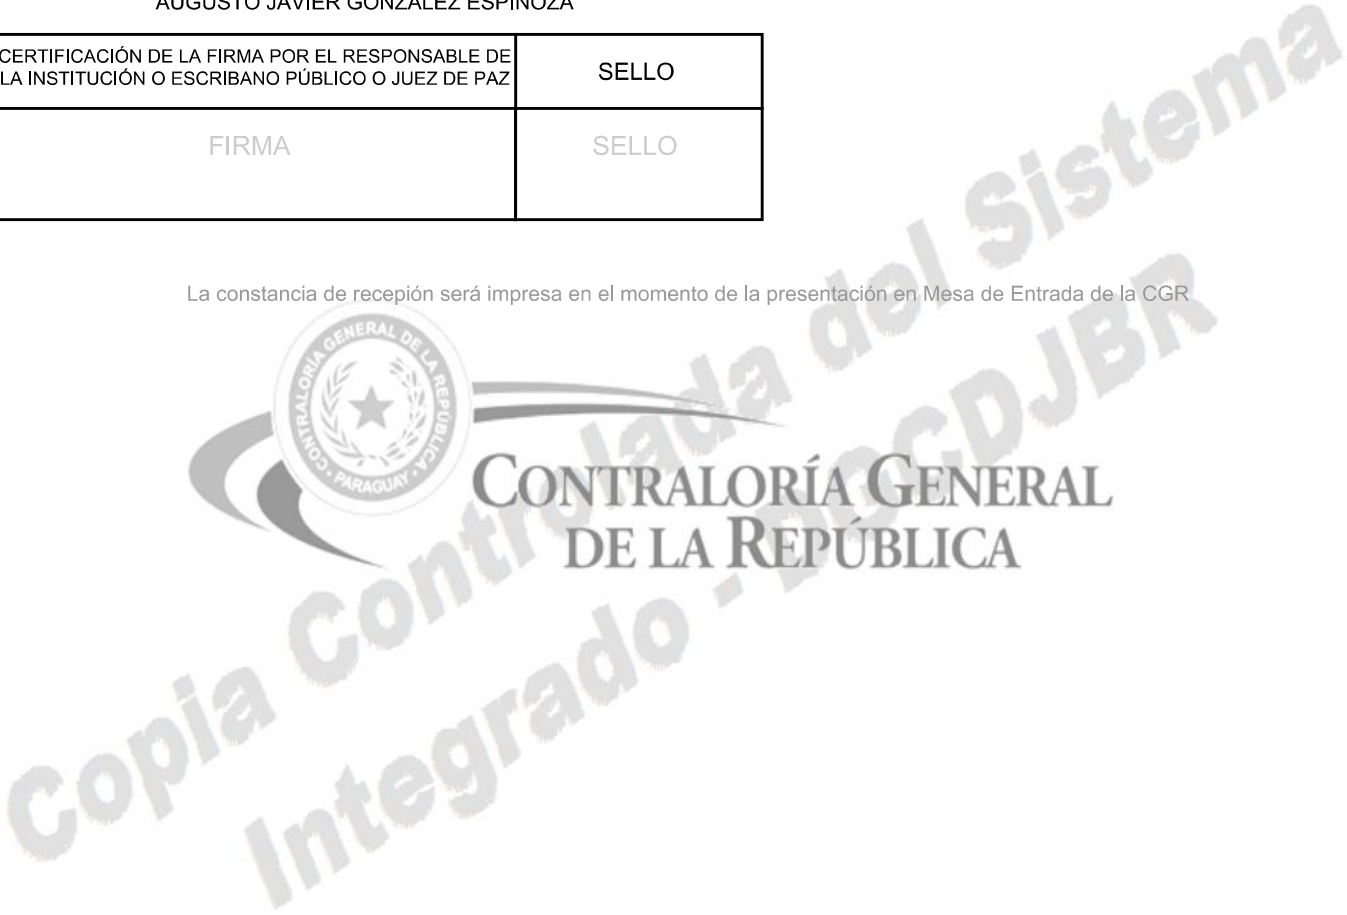 AUGUSTO JAVIER GONZALEZ ESPINOZA
CERTIFICACIÓN DE LA FIRMA POR EL RESPONSABLE DE
LA INSTITUCIÓN O ESCRIBANO PÚBLICO O JUEZ DE PAZ
SELLO
FIRMA
SELLO
La constancia de recepión será impresa en el momento de la presentación en Mesa de Entrada de la CGR
CONTRALORÍA GENERAL DE LA REPÚBLICA
· PARAGUAY ·
CONTRALORÍA GENERAL
DE LA REPÚBLICA
Copia Controlada del Sistema
Integrado - DGCDJBR